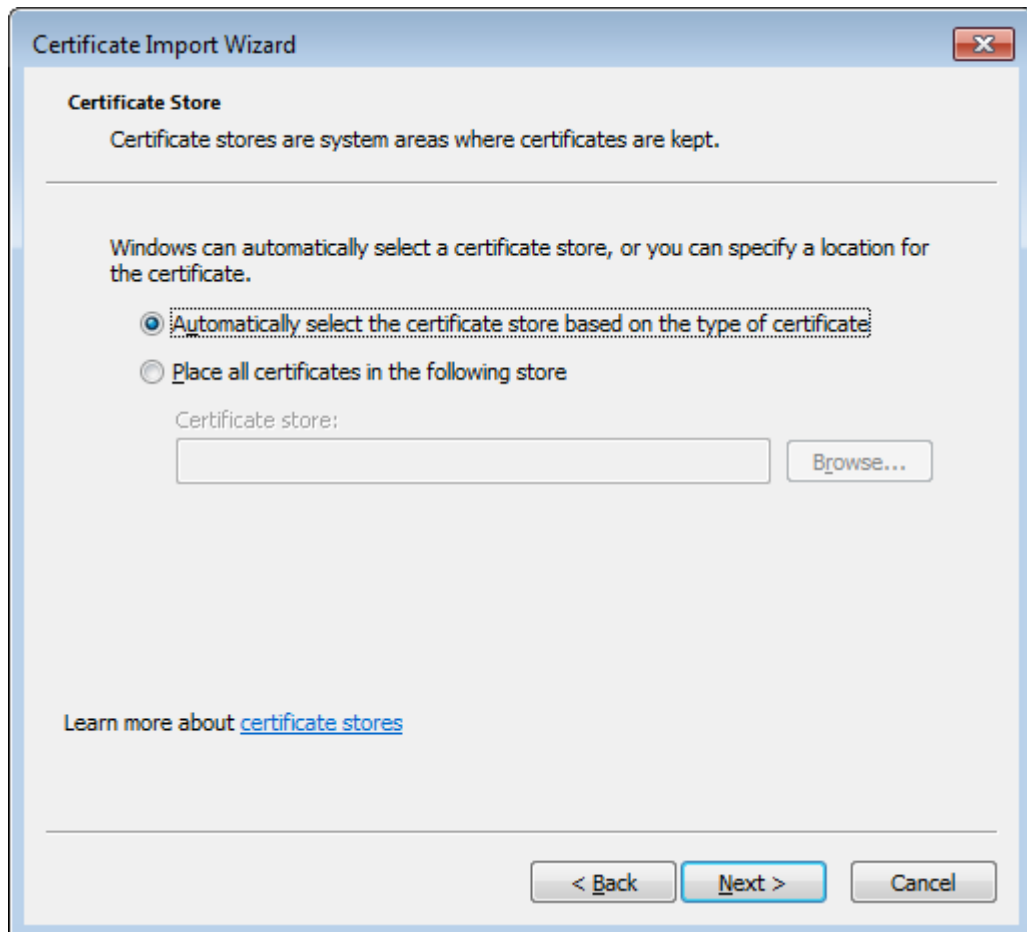 Certificate Import Wizard
Certificate Store
Certificate stores are system areas where certificates are kept.
Windows can automatically select a certificate store, or you can specify a location for
the certificate.
Automatically select the certificate store based on the type of certificate
Place all certificates in the following store
Certificate store:
Browse...
Learn more about certificate stores
< Back Next > Cancel